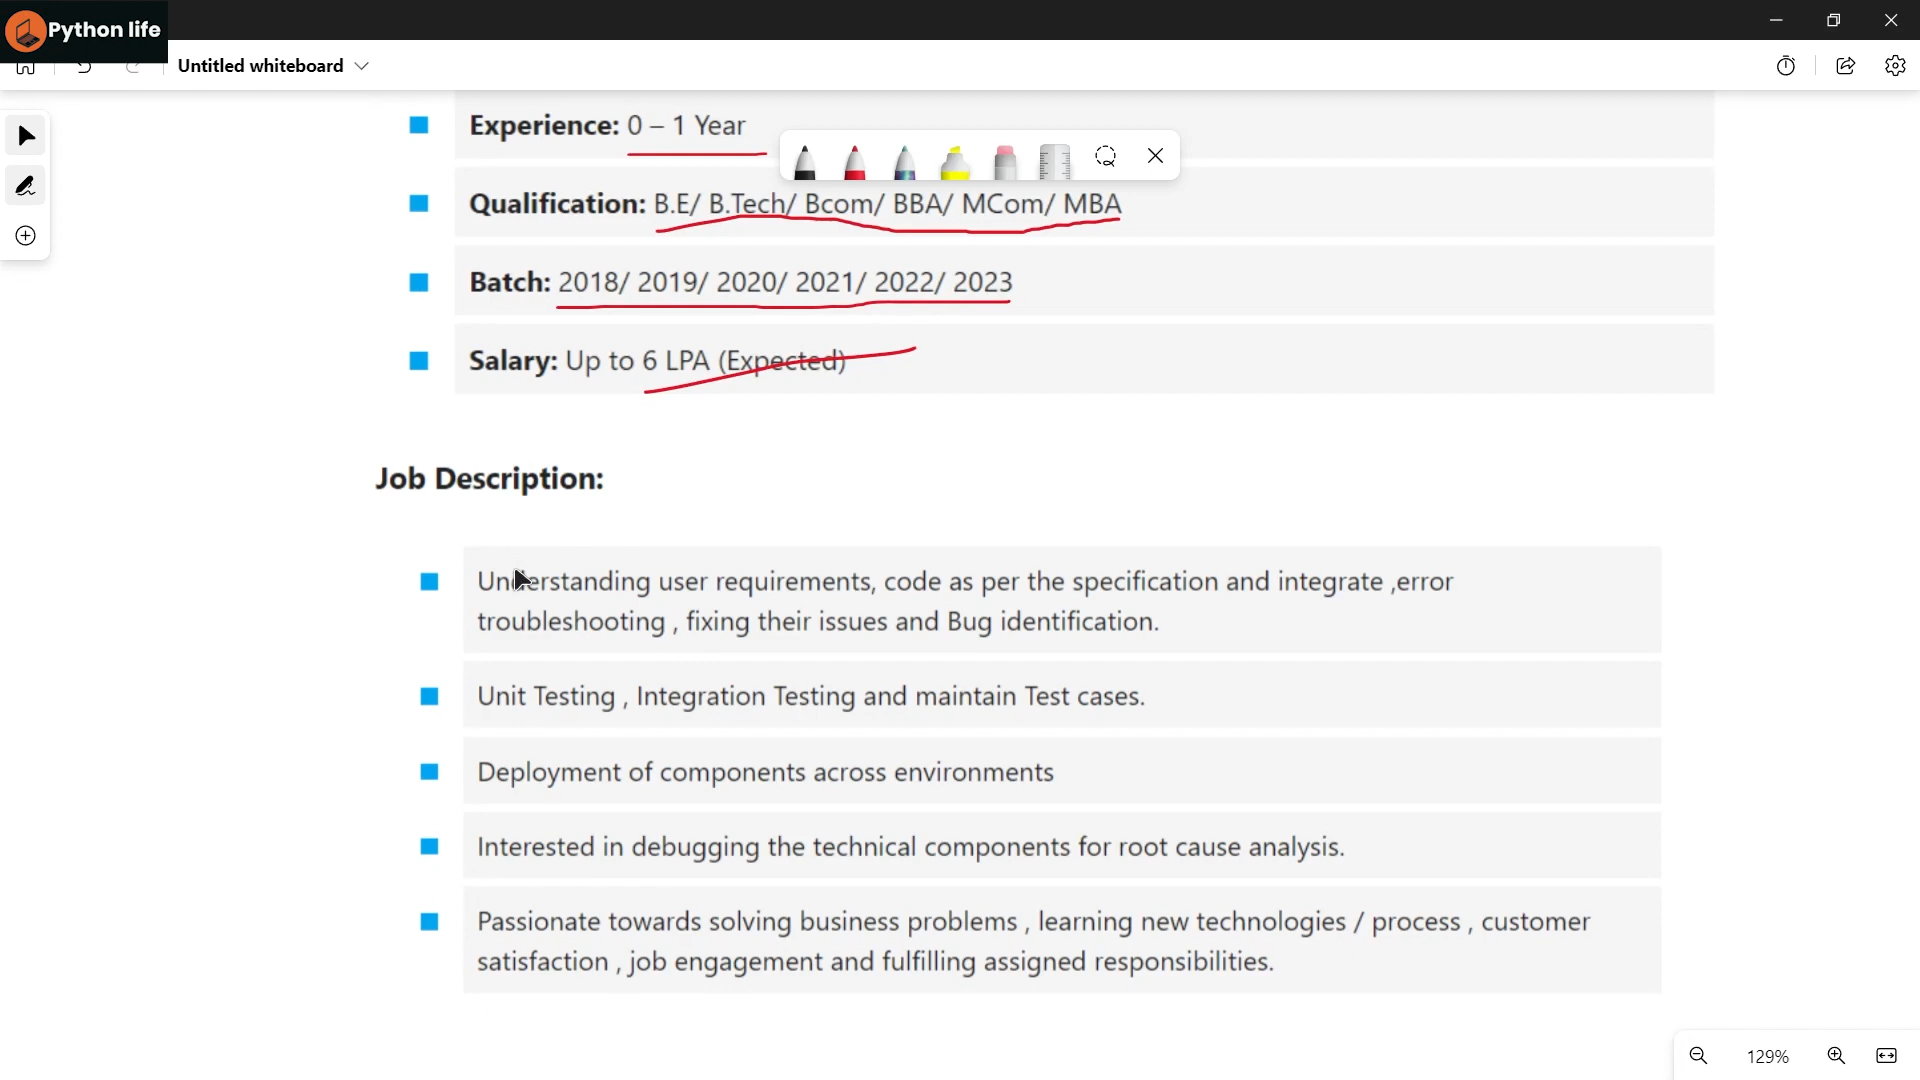 Python life
Untitled whiteboard
Experience: 0 – 1 Year
Qualification: B.E/ B.Tech/ Bcom/ BBA/ MCom/ MBA
Batch: 2018/ 2019/ 2020/ 2021/ 2022/ 2023
Salary: Up to 6 LPA (Expected)
Job Description:
Understanding user requirements, code as per the specification and integrate ,error
troubleshooting , fixing their issues and Bug identification.
Unit Testing , Integration Testing and maintain Test cases.
Deployment of components across environments
Interested in debugging the technical components for root cause analysis.
Passionate towards solving business problems , learning new technologies / process , customer
satisfaction , job engagement and fulfilling assigned responsibilities.
129%